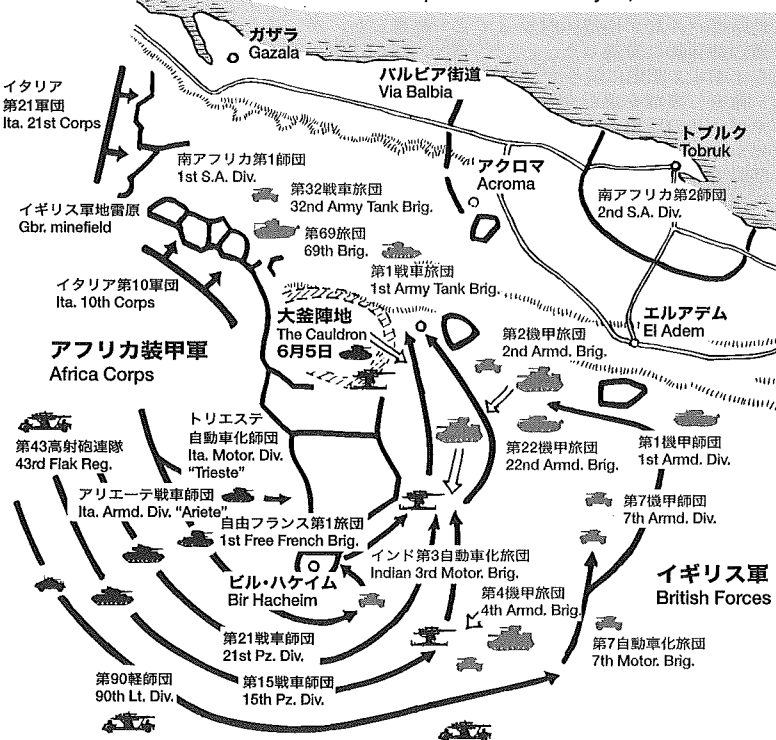 ガザラ
Gazala
イタリア
第21軍団
Ita. 21st Corps
バルビア街道
Via Balbia
トブルク
Tobruk
南アフリカ第1師団
1st S.A. Div.
アクロマ
Acroma
南アフリカ第2師団
2nd S.A. Div.
イギリス軍地雷原
Gbr. minefield
第32戦車旅団
32nd Army Tank Brig.
第69旅団
69th Brig.
第1戦車旅団
1st Army Tank Brig.
イタリア第10軍団
Ita. 10th Corps
大釜陣地
The Cauldron
6月5日
エルアデム
El Adem
第2機甲旅団
2nd Armd. Brig.
アフリカ装甲軍
Africa Corps
トリエステ
自動車化師団
Ita. Motor. Div.
"Trieste"
第43高射砲連隊
43rd Flak Reg.
第22機甲旅団
22nd Armd. Brig.
第1機甲師団
1st Armd. Div.
アリエーテ戦車師団
Ita. Armd. Div. "Ariete"
第7機甲師団
7th Armd. Div.
自由フランス第1旅団
1st Free French Brig.
インド第3自動車化旅団
Indian 3rd Motor. Brig.
イギリス軍
British Forces
ビル・ハケイム
Bir Hacheim
第4機甲旅団
4th Armd. Brig.
第21戦車師団
21st Pz. Div.
第7自動車化旅団
7th Motor. Brig.
第90軽師団
90th Lt. Div.
第15戦車師団
15th Pz. Div.